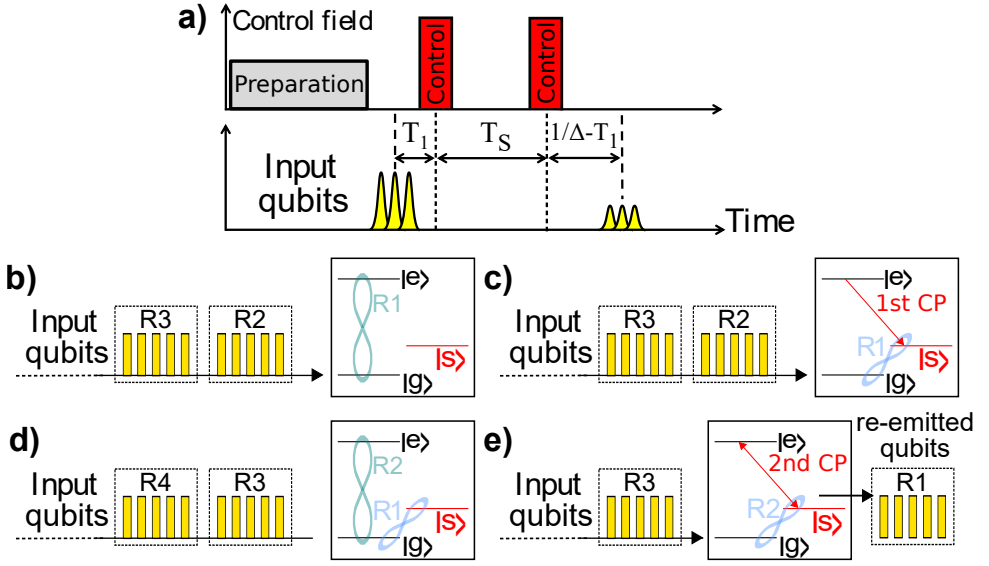 a)
Control field
Preparation
Control
Control
T1
TS
1/Δ-T1
Input
qubits
Time
b)
Input
qubits
R3
R2
|e⟩
R1
|s⟩
|g⟩
c)
Input
qubits
R3
R2
|e⟩
1st CP
R1
|s⟩
|g⟩
d)
Input
qubits
R4
R3
|e⟩
R2
R1
|s⟩
|g⟩
e)
Input
qubits
R3
|e⟩
2nd CP
R2
|s⟩
|g⟩
re-emitted
qubits
R1